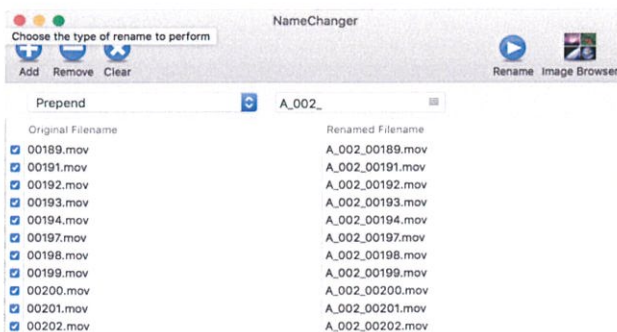 NameChanger
Choose the type of rename to perform
Add Remove Clear Rename Image Browser
Prepend A_002_
Original Filename Renamed Filename
00189.mov A_002_00189.mov
00191.mov A_002_00191.mov
00192.mov A_002_00192.mov
00193.mov A_002_00193.mov
00194.mov A_002_00194.mov
00197.mov A_002_00197.mov
00198.mov A_002_00198.mov
00199.mov A_002_00199.mov
00200.mov A_002_00200.mov
00201.mov A_002_00201.mov
00202.mov A_002_00202.mov